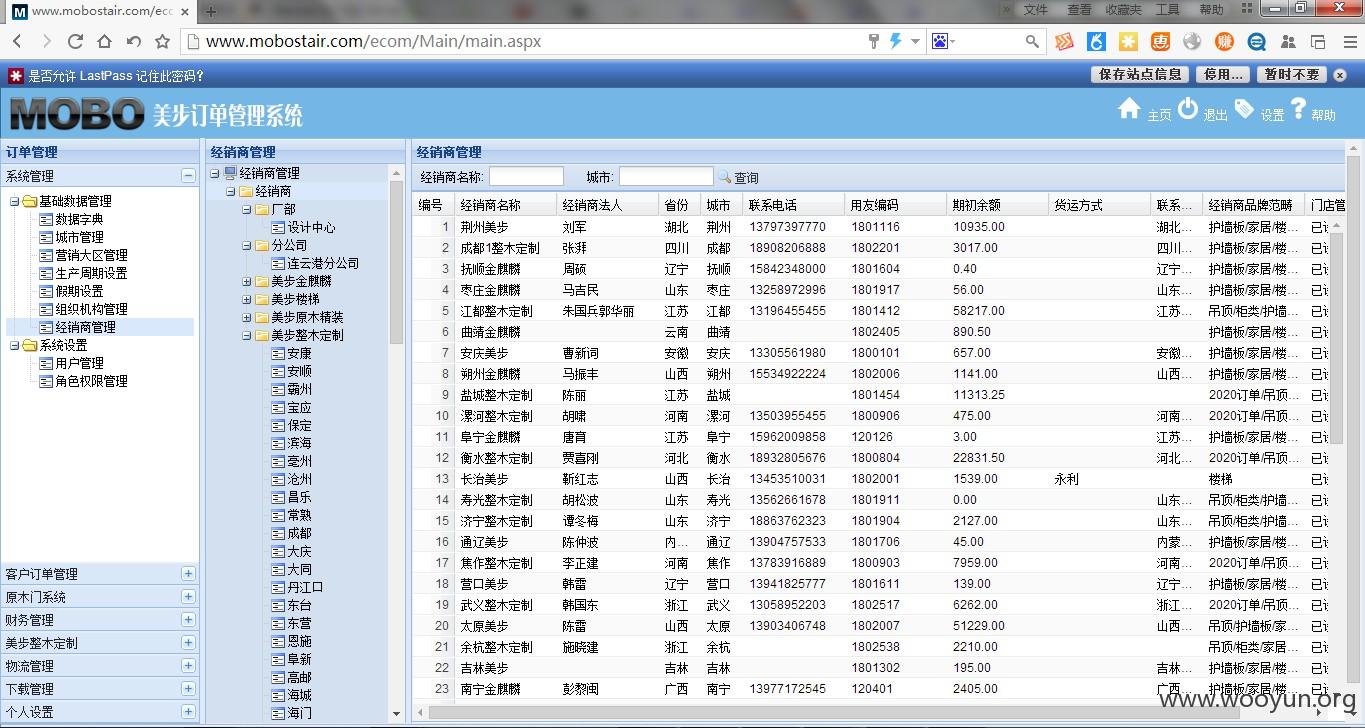 www.mobostair.com/ecc
文件 查看 收藏夹 工具 帮助
www.mobostair.com/ecom/Main/main.aspx
是否允许 LastPass 记住此密码?
保存站点信息 停用... 暂时不要
MOBO 美步订单管理系统
主页 退出 设置 帮助
订单管理
系统管理
基础数据管理
数据字典
城市管理
营销大区管理
生产周期设置
假期设置
组织机构管理
经销商管理
系统设置
用户管理
角色权限管理
客户订单管理
原木门系统
财务管理
美步整木定制
物流管理
下载管理
个人设置
经销商管理
经销商管理
经销商
厂部
设计中心
分公司
连云港分公司
美步金麒麟
美步楼梯
美步原木精装
美步整木定制
安康
安顺
霸州
宝应
保定
滨海
亳州
沧州
昌乐
常熟
成都
大庆
大同
丹江口
东台
东营
恩施
阜新
高邮
海城
海门
经销商管理
经销商名称: 城市: 查询
编号 经销商名称 经销商法人 省份 城市 联系电话 用友编码 期初余额 货运方式 联系... 经销商品牌范畴 门店管
1 荆州美步 刘军 湖北 荆州 13797397770 1801116 10935.00 湖北... 护墙板/家居/楼... 已
2 成都1整木定制 张湃 四川 成都 18908206888 1802201 3017.00 四川... 护墙板/家居/楼... 已
3 抚顺金麒麟 周硕 辽宁 抚顺 15842348000 1801604 0.40 辽宁... 护墙板/家居/楼... 已
4 枣庄金麒麟 马吉民 山东 枣庄 13258972996 1801917 56.00 山东... 护墙板/家居/楼... 已
5 江都整木定制 朱国兵郭华丽 江苏 江都 13196455455 1801412 58217.00 江苏... 吊顶/柜类/护墙... 已
6 曲靖金麒麟 云南 曲靖 1802405 890.50 护墙板/家居/楼... 已
7 安庆美步 曹新词 安徽 安庆 13305561980 1800101 657.00 安徽... 护墙板/家居/楼... 已
8 朔州金麒麟 马振丰 山西 朔州 15534922224 1802006 1141.00 山西... 护墙板/家居/楼... 已
9 盐城整木定制 陈丽 江苏 盐城 1801454 11313.25 2020订单/吊顶... 已
10 漯河整木定制 胡啸 河南 漯河 13503955455 1800906 475.00 河南... 护墙板/家居/楼... 已
11 阜宁金麒麟 唐育 江苏 阜宁 15962009858 120126 3.00 江苏... 护墙板/家居/楼... 已
12 衡水整木定制 贾喜刚 河北 衡水 18932805676 1800804 22831.50 河北... 2020订单/吊顶... 已
13 长治美步 靳红志 山西 长治 13453510031 1802001 1539.00 永利 楼梯 已
14 寿光整木定制 胡松波 山东 寿光 13562661678 1801911 0.00 山东... 吊顶/柜类/护墙... 已
15 济宁整木定制 谭冬梅 山东 济宁 18863762323 1801904 2127.00 山东... 吊顶/柜类/护墙... 已
16 通辽美步 陈仲波 内... 通辽 13904757533 1801706 45.00 内蒙... 护墙板/家居/楼... 已
17 焦作整木定制 李正建 河南 焦作 13783916889 1800903 7959.00 河南... 2020订单/吊顶... 已
18 营口美步 韩雷 辽宁 营口 13941825777 1801611 139.00 辽宁... 护墙板/家居/楼... 已
19 武义整木定制 韩国东 浙江 武义 13058952203 1802517 6262.00 浙江... 2020订单/吊顶... 已
20 太原美步 陈雷 山西 太原 13903406748 1802007 51229.00 山西... 吊顶/护墙板/家... 已
21 余杭整木定制 施晓建 浙江 余杭 1802538 2210.00 吊顶/柜类/家居... 已
22 吉林美步 吉林 吉林 1801302 195.00 吉林... 护墙板/家居/楼... 已
23 南宁金麒麟 彭黎闽 广西 南宁 13977172545 120401 2405.00 广西... 护墙板/家居/楼... 已
www.wooyun.org